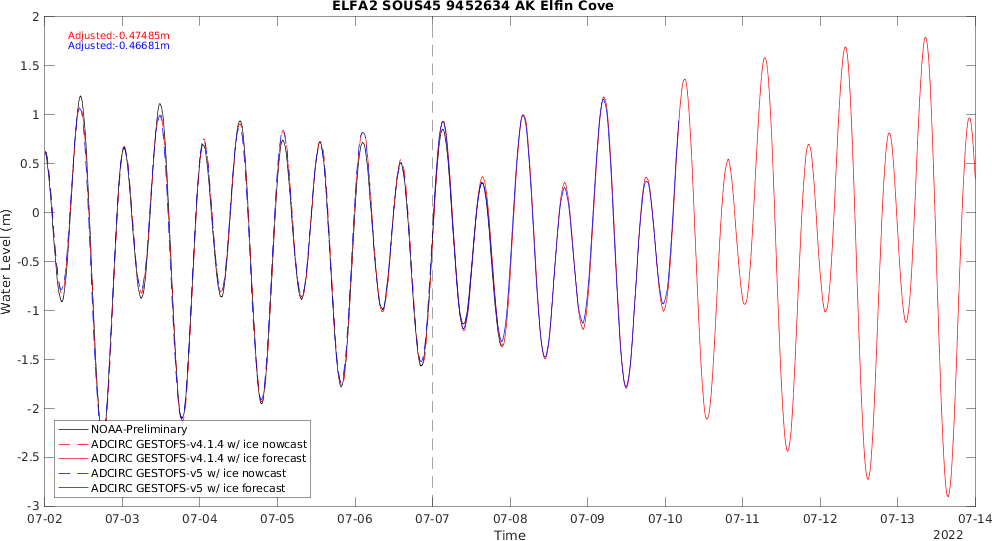 ELFA2 SOUS45 9452634 AK Elfin Cove
Adjusted:-0.47485m
Adjusted:-0.46681m
2
1.5
1
0.5
0
-0.5
-1
-1.5
-2
-2.5
-3
Water Level (m)
NOAA-Preliminary
ADCIRC GESTOFS-v4.1.4 w/ ice nowcast
ADCIRC GESTOFS-v4.1.4 w/ ice forecast
ADCIRC GESTOFS-v5 w/ ice nowcast
ADCIRC GESTOFS-v5 w/ ice forecast
07-02 07-03 07-04 07-05 07-06 07-07 07-08 07-09 07-10 07-11 07-12 07-13 07-14
Time
2022